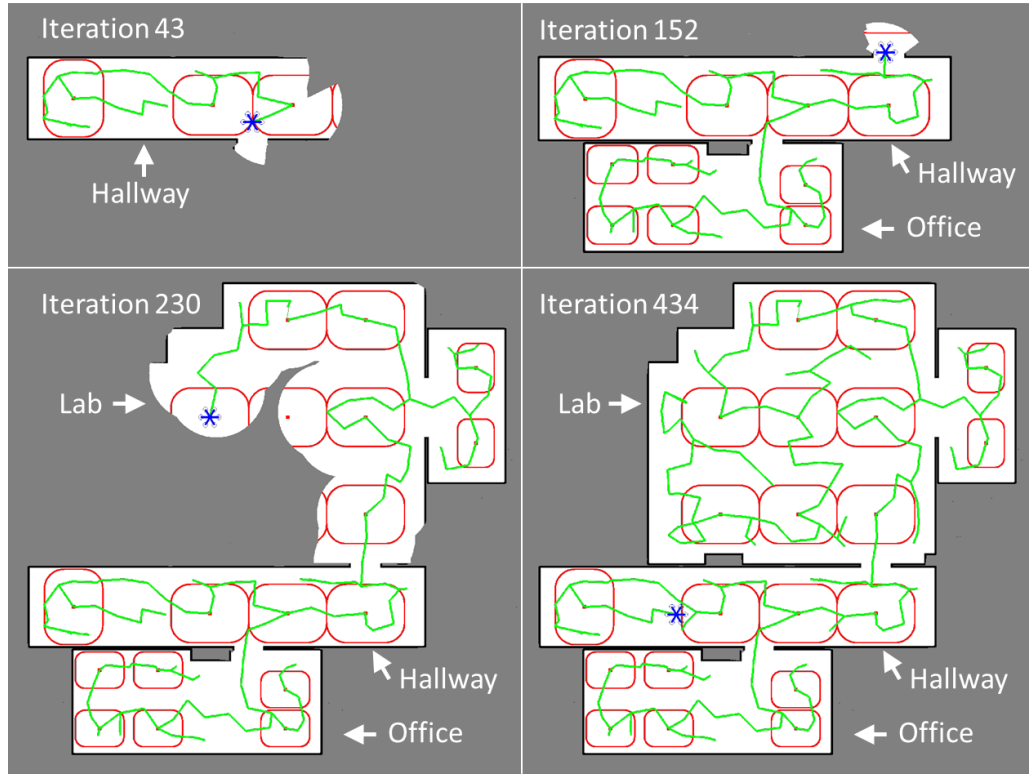 Iteration 43
Hallway
Iteration 152
Hallway
Office
Iteration 230
Lab
Hallway
Office
Iteration 434
Lab
Hallway
Office